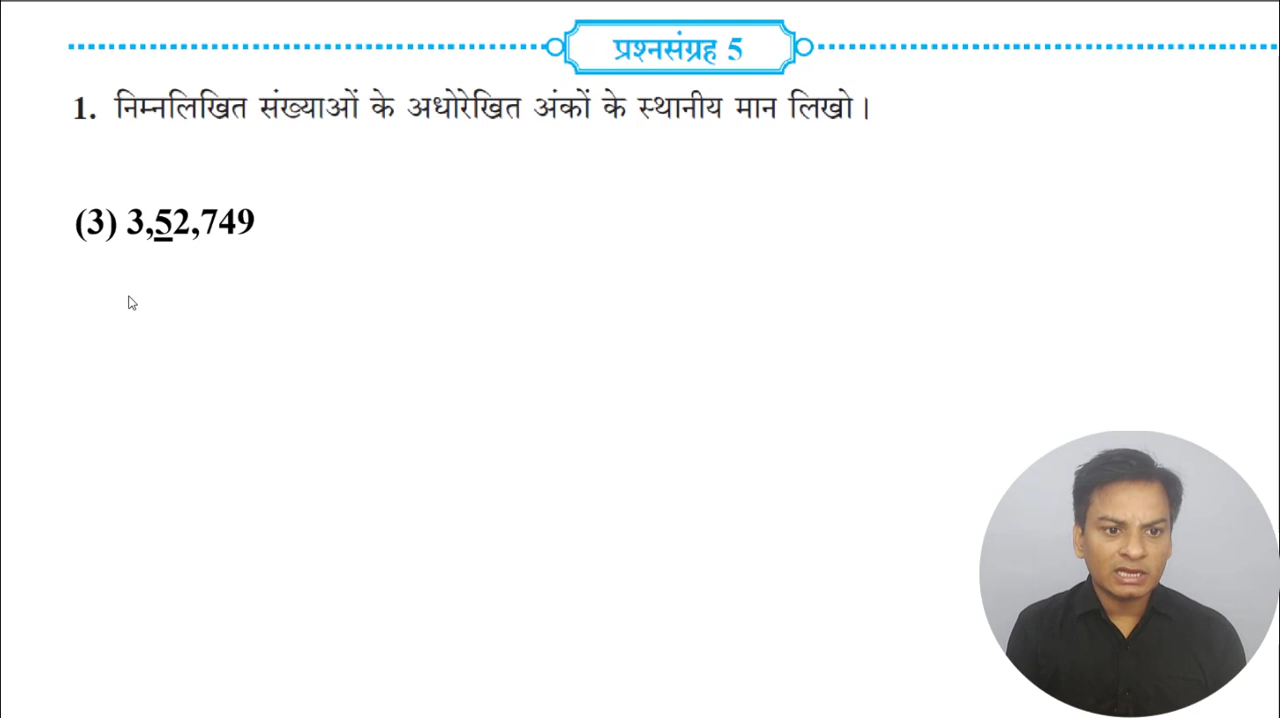 प्रश्नसंग्रह 5
1. निम्नलिखित संख्याओं के अधोरेखित अंकों के स्थानीय मान लिखो।
(3) 3,52,749